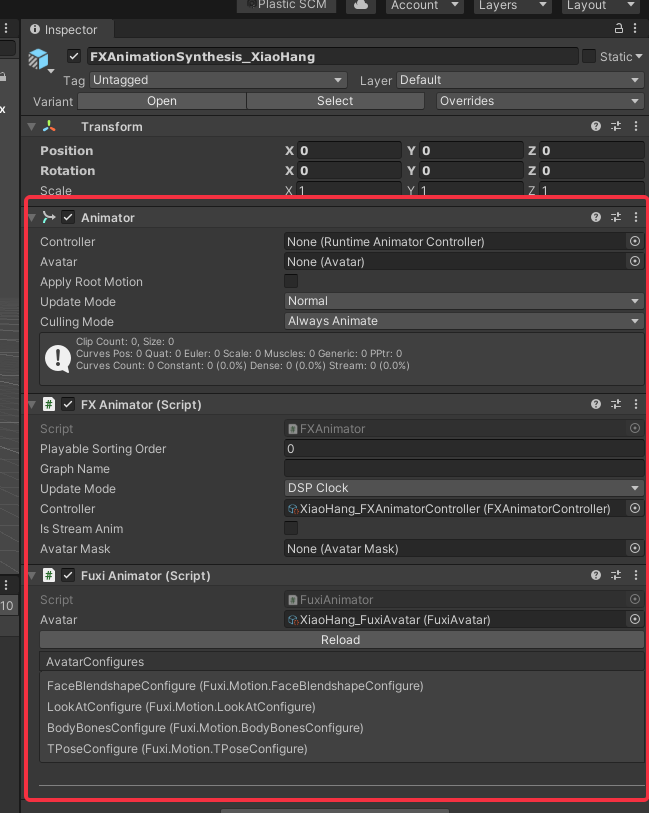 Plastic SCM Account Layers Layout
Inspector
FXAnimationSynthesis_XiaoHang Static
Tag Untagged Layer Default
Variant Open Select Overrides
Transform
Position X 0 Y 0 Z 0
Rotation X 0 Y 0 Z 0
Scale X 1 Y 1 Z 1
Animator
Controller None (Runtime Animator Controller)
Avatar None (Avatar)
Apply Root Motion
Update Mode Normal
Culling Mode Always Animate
Clip Count: 0, Size: 0
Curves Pos: 0 Quat: 0 Euler: 0 Scale: 0 Muscles: 0 Generic: 0 PPtr: 0
Curves Count: 0 Constant: 0 (0.0%) Dense: 0 (0.0%) Stream: 0 (0.0%)
# FX Animator (Script)
Script # FXAnimator
Playable Sorting Order 0
Graph Name
Update Mode DSP Clock
Controller XiaoHang_FXAnimatorController (FXAnimatorController)
Is Stream Anim
Avatar Mask None (Avatar Mask)
# Fuxi Animator (Script)
Script # FuxiAnimator
10
Avatar XiaoHang_FuxiAvatar (FuxiAvatar)
Reload
AvatarConfigures
FaceBlendshapeConfigure (Fuxi.Motion.FaceBlendshapeConfigure)
LookAtConfigure (Fuxi.Motion.LookAtConfigure)
BodyBonesConfigure (Fuxi.Motion.BodyBonesConfigure)
TPoseConfigure (Fuxi.Motion.TPoseConfigure)